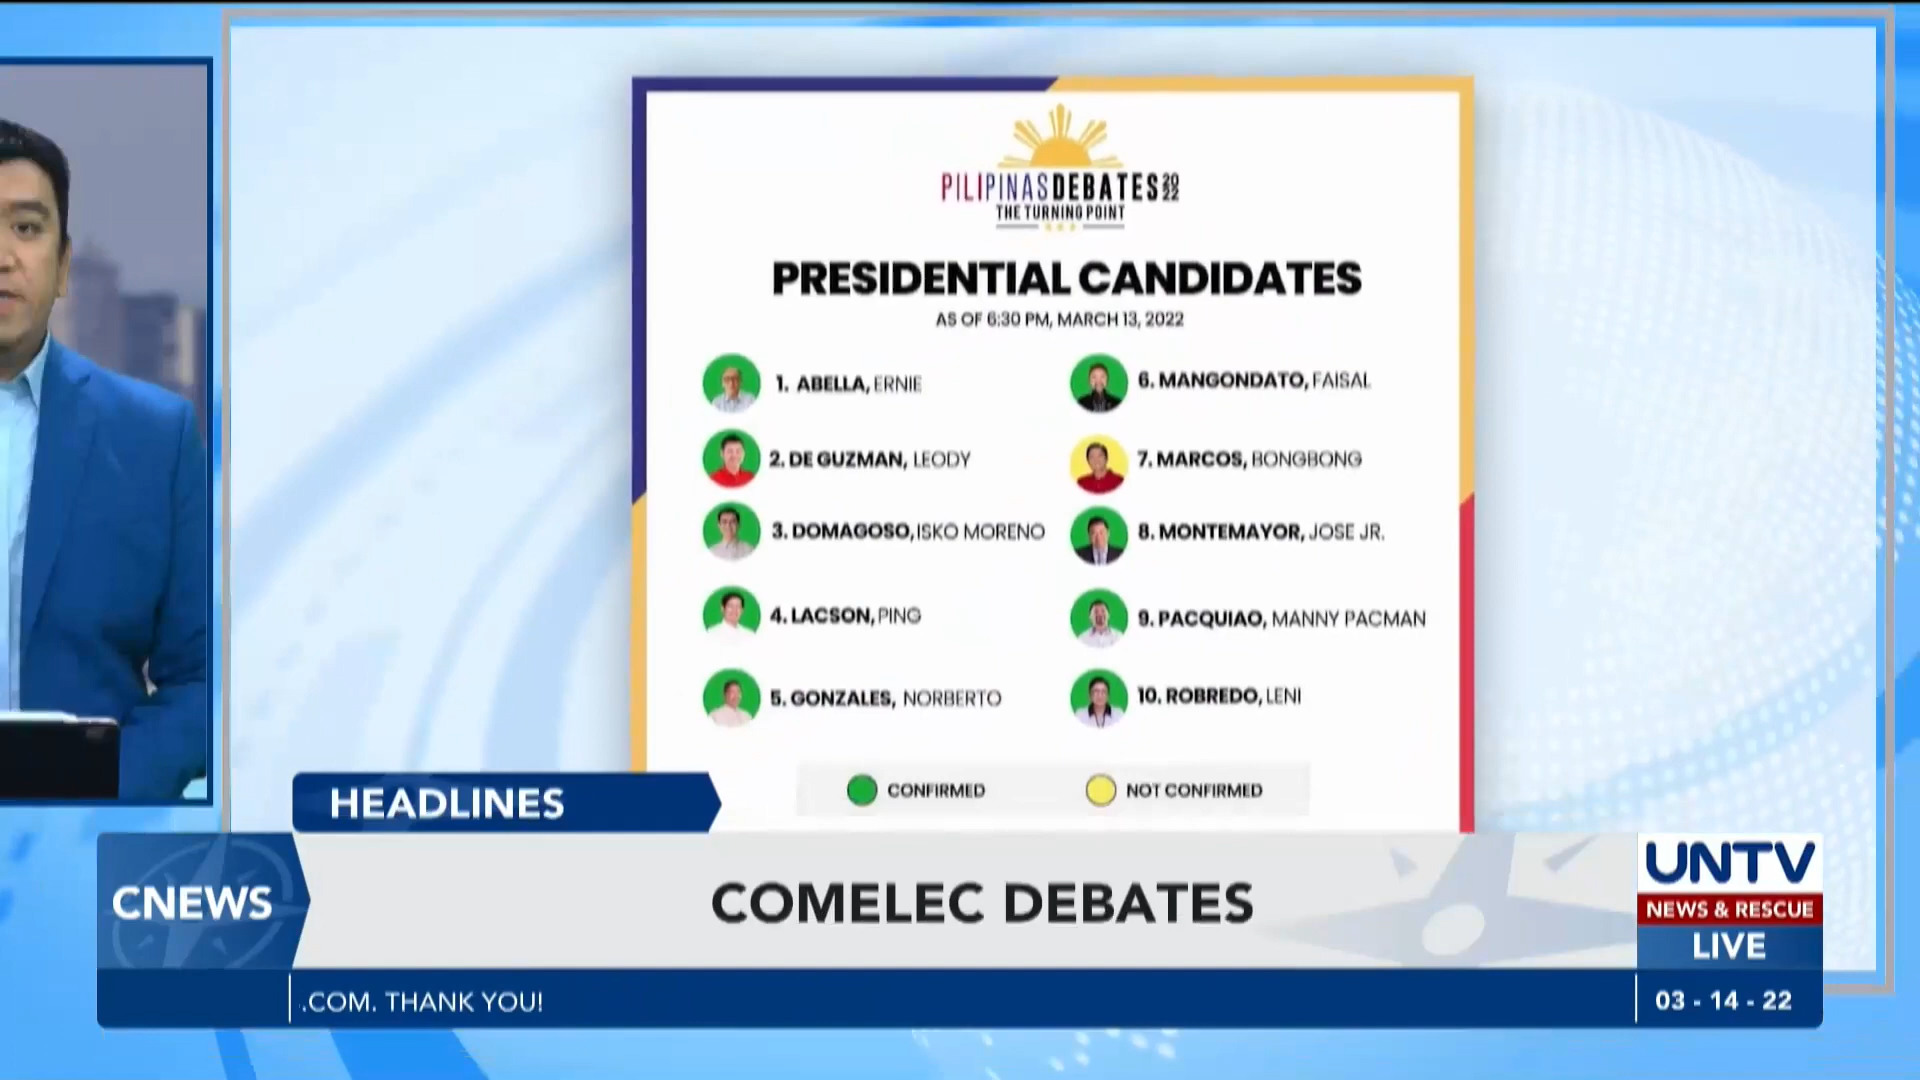 PILIPINASDEBATES 2022
THE TURNING POINT
PRESIDENTIAL CANDIDATES
AS OF 6:30 PM, MARCH 13, 2022
1. ABELLA, ERNIE
2. DE GUZMAN, LEODY
3. DOMAGOSO, ISKO MORENO
4. LACSON, PING
5. GONZALES, NORBERTO
6. MANGONDATO, FAISAL
7. MARCOS, BONGBONG
8. MONTEMAYOR, JOSE JR.
9. PACQUIAO, MANNY PACMAN
10. ROBREDO, LENI
CONFIRMED
NOT CONFIRMED
HEADLINES
CNEWS
COMELEC DEBATES
UNTV
NEWS & RESCUE
LIVE
.COM. THANK YOU!
03 - 14 - 22